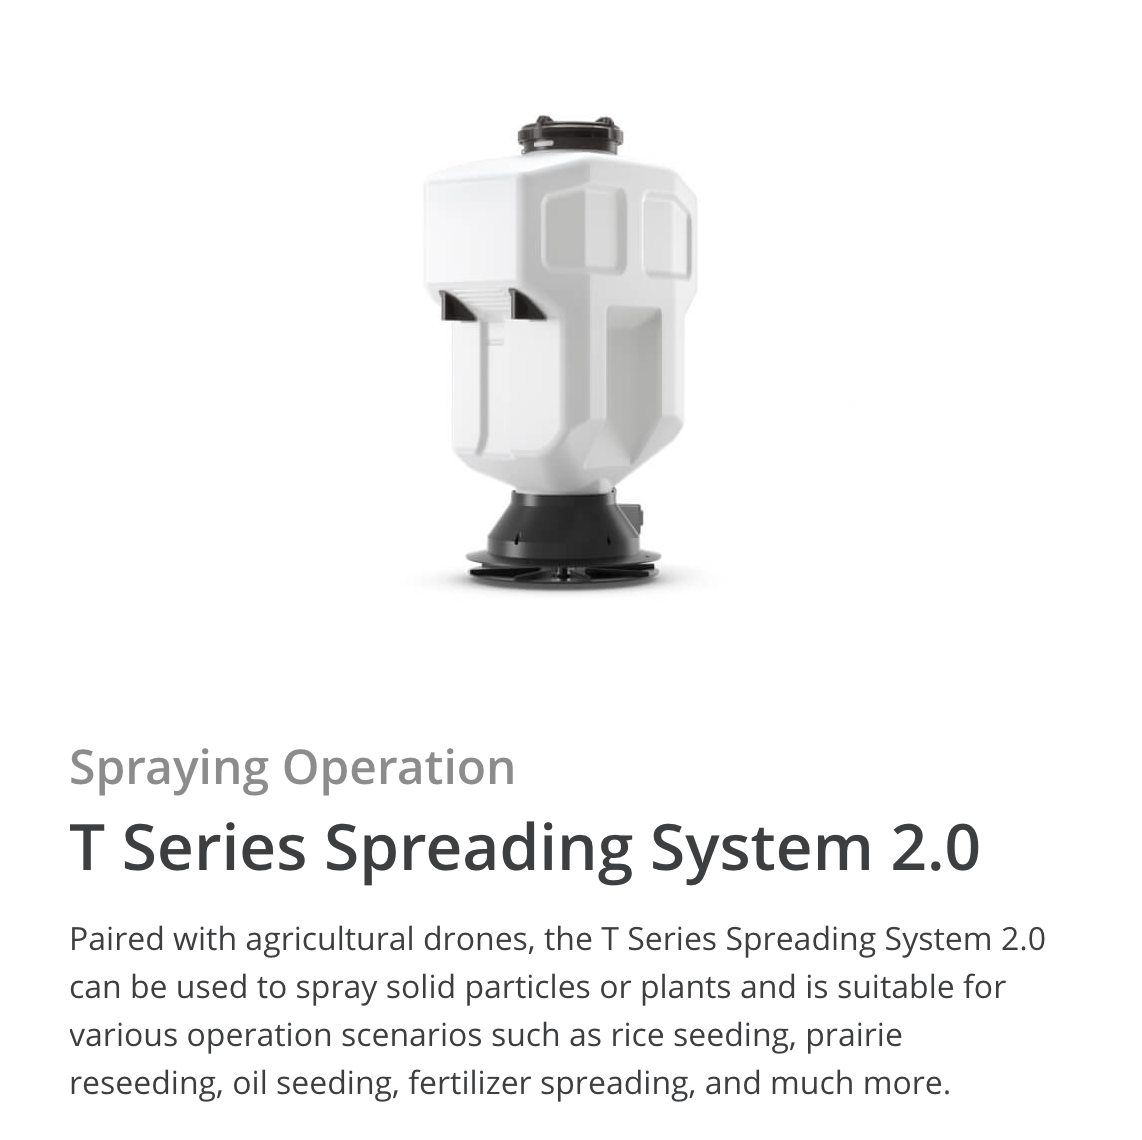 Spraying Operation
T Series Spreading System 2.0
Paired with agricultural drones, the T Series Spreading System 2.0
can be used to spray solid particles or plants and is suitable for
various operation scenarios such as rice seeding, prairie
reseeding, oil seeding, fertilizer spreading, and much more.